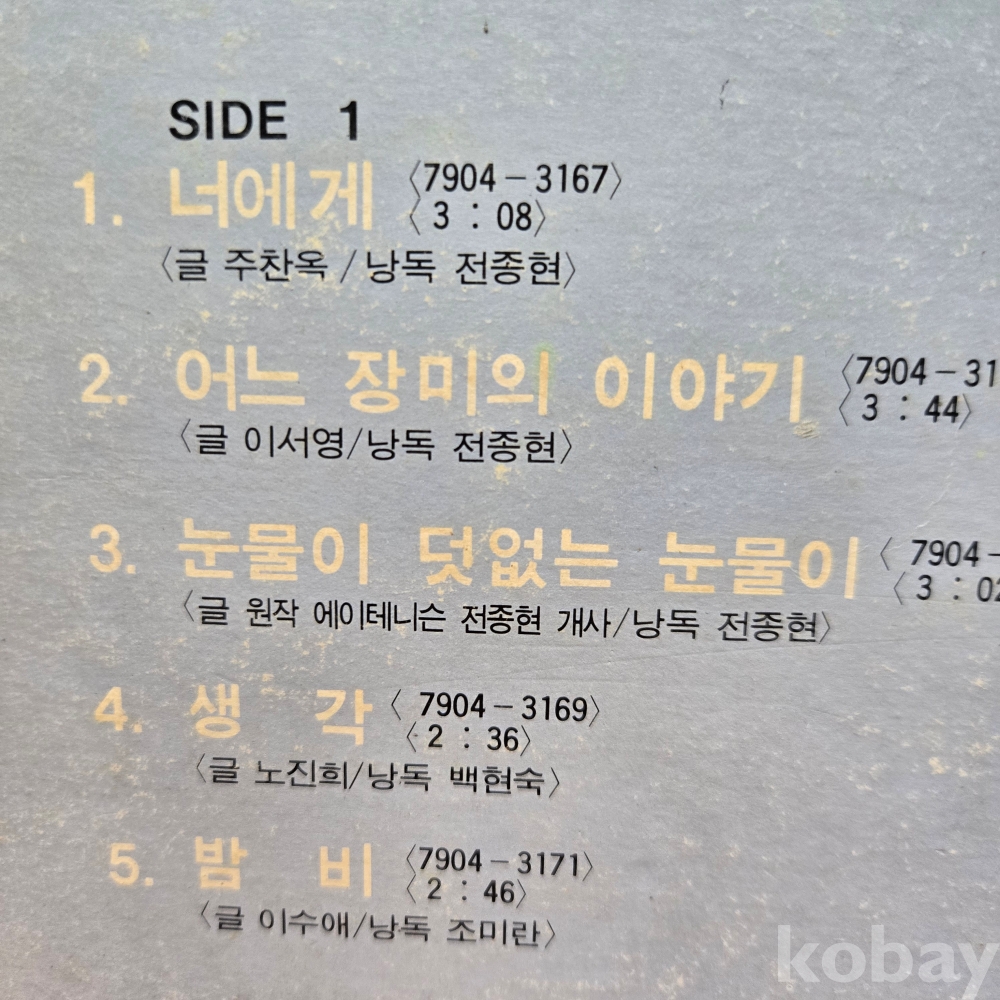 SIDE 1
1. 너에게 〈7904-3167〉
〈3 : 08〉
〈글 주찬옥 / 낭독 전종현〉
2. 어느 장미의 이야기 〈7904-31
〈3 : 44〉
〈글 이서영/낭독 전종현〉
3. 눈물이 덧없는 눈물이 〈 7904-
〈3 : 02
〈글 원작 에이테니슨 전종현 개사/낭독 전종현〉
4. 생 각 〈 7904-3169〉
〈2 : 36〉
〈글 노진희/낭독 백현숙〉
5. 밤 비 〈7904-3171〉
〈2 : 46〉
〈글 이수애/낭독 조미란〉
kobay